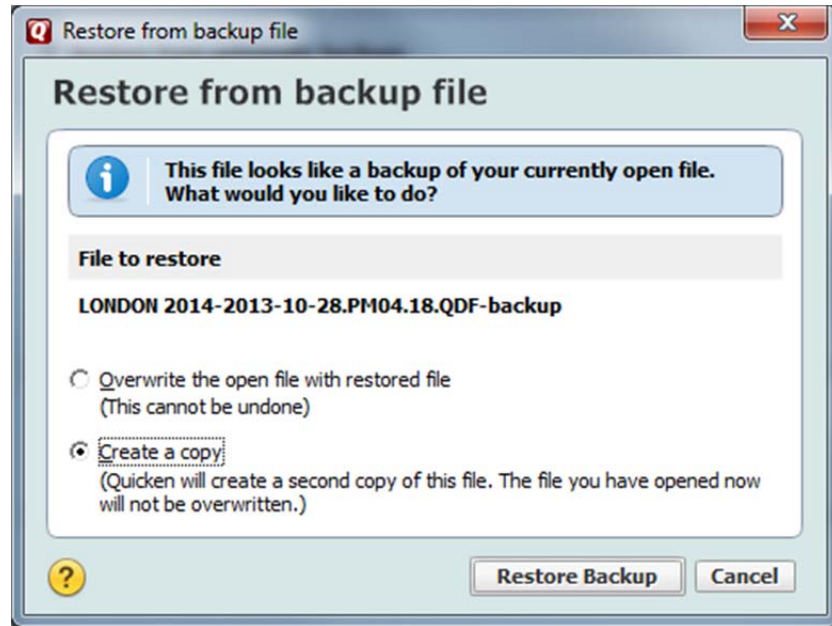 Restore from backup file
Restore from backup file
This file looks like a backup of your currently open file.
What would you like to do?
File to restore
LONDON 2014-2013-10-28.PM04.18.QDF-backup
Overwrite the open file with restored file
(This cannot be undone)
Create a copy
(Quicken will create a second copy of this file. The file you have opened now
will not be overwritten.)
? Restore Backup Cancel